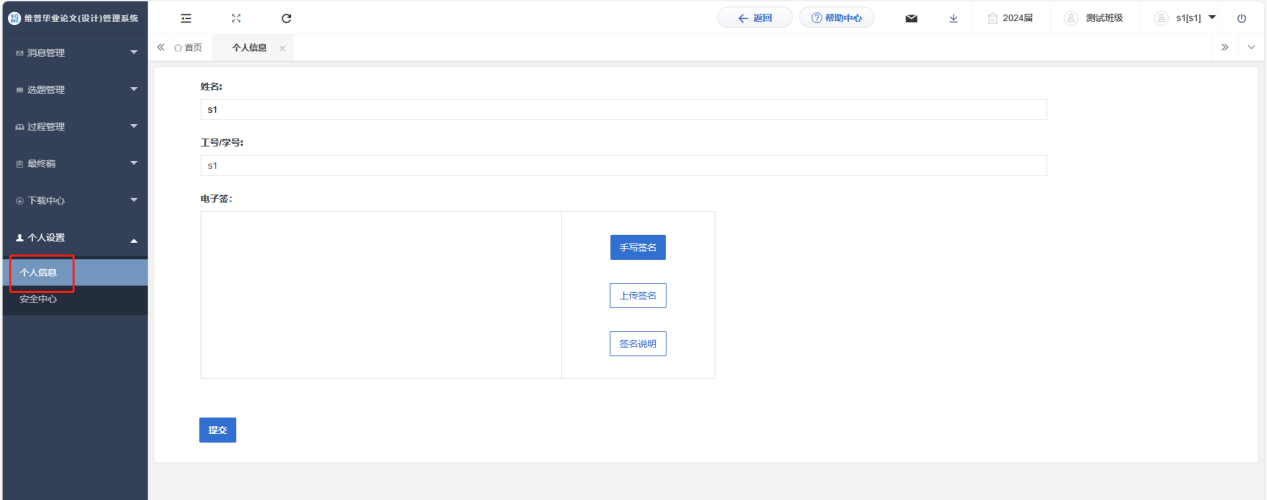 维普毕业论文(设计)管理系统
返回
帮助中心
2024届
测试班级
s1[s1]
消息管理
首页
个人信息
选题管理
过程管理
最终稿
下载中心
个人设置
个人信息
安全中心
姓名:
s1
工号/学号:
s1
电子签:
手写签名
上传签名
签名说明
提交